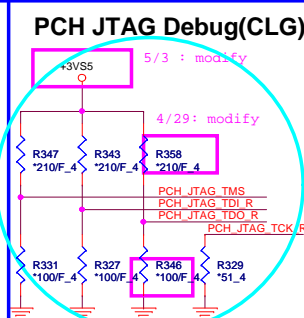 PCH JTAG Debug(CLG)
5/3 : modify
+3VS5
4/29: modify
R347 R343 R358
*210/F_4 *210/F_4 *210/F_4
PCH_JTAG_TMS
PCH_JTAG_TDI_R
PCH_JTAG_TDO_R
PCH_JTAG_TCK_R
R331 R327 R346 R329
*100/F_4 *100/F_4 *100/F_4 *51_4